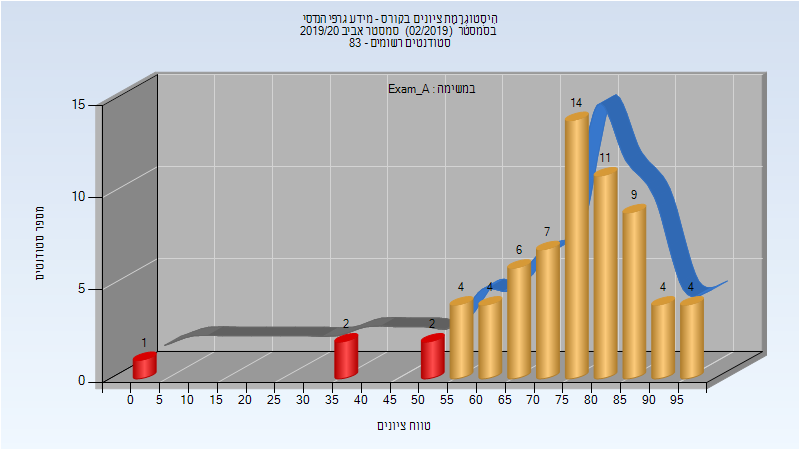 היסטוגרמת ציונים בקורס - מידע גרפי הנדסי
בסמסטר (02/2019) סמסטר אביב 2019/20
סטודנטים רשומים - 83
במשימה : Exam_A
מספר סטודנטים
15
10
5
0
1
2
2
4
4
6
7
14
11
9
4
4
0 5 10 15 20 25 30 35 40 45 50 55 60 65 70 75 80 85 90 95
טווח ציונים